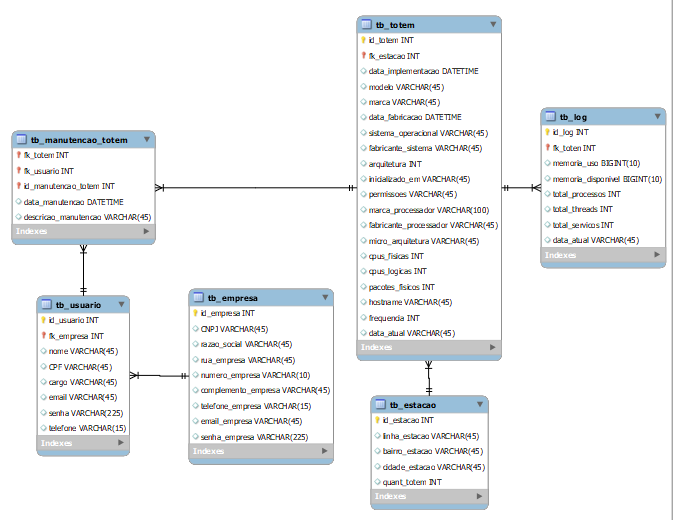 tb_totem
id_totem INT
fk_estacao INT
data_implementacao DATETIME
modelo VARCHAR(45)
marca VARCHAR(45)
data_fabricacao DATETIME
sistema_operacional VARCHAR(45)
fabricante_sistema VARCHAR(45)
arquitetura INT
inicializado_em VARCHAR(45)
permissoes VARCHAR(45)
marca_processador VARCHAR(100)
fabricante_processador VARCHAR(45)
micro_arquitetura VARCHAR(45)
cpus_fisicas INT
cpus_logicas INT
pacotes_fisicos INT
hostname VARCHAR(45)
frequencia INT
data_atual VARCHAR(45)
Indexes
tb_log
id_log INT
fk_toten INT
memoria_uso BIGINT(10)
memoria_disponivel BIGINT(10)
total_processos INT
total_threads INT
total_servicos INT
data_atual VARCHAR(45)
Indexes
tb_manutencao_totem
fk_totem INT
fk_usuario INT
id_manutencao_totem INT
data_manutencao DATETIME
descricao_manutencao VARCHAR(45)
Indexes
tb_usuario
id_usuario INT
fk_empresa INT
nome VARCHAR(45)
CPF VARCHAR(45)
cargo VARCHAR(45)
email VARCHAR(45)
senha VARCHAR(225)
telefone VARCHAR(15)
Indexes
tb_empresa
id_empresa INT
CNPJ VARCHAR(45)
razao_social VARCHAR(45)
rua_empresa VARCHAR(45)
numero_empresa VARCHAR(10)
complemento_empresa VARCHAR(45)
telefone_empresa VARCHAR(15)
email_empresa VARCHAR(45)
senha_empresa VARCHAR(225)
Indexes
tb_estacao
id_estacao INT
linha_estacao VARCHAR(45)
bairro_estacao VARCHAR(45)
cidade_estacao VARCHAR(45)
quant_totem INT
Indexes